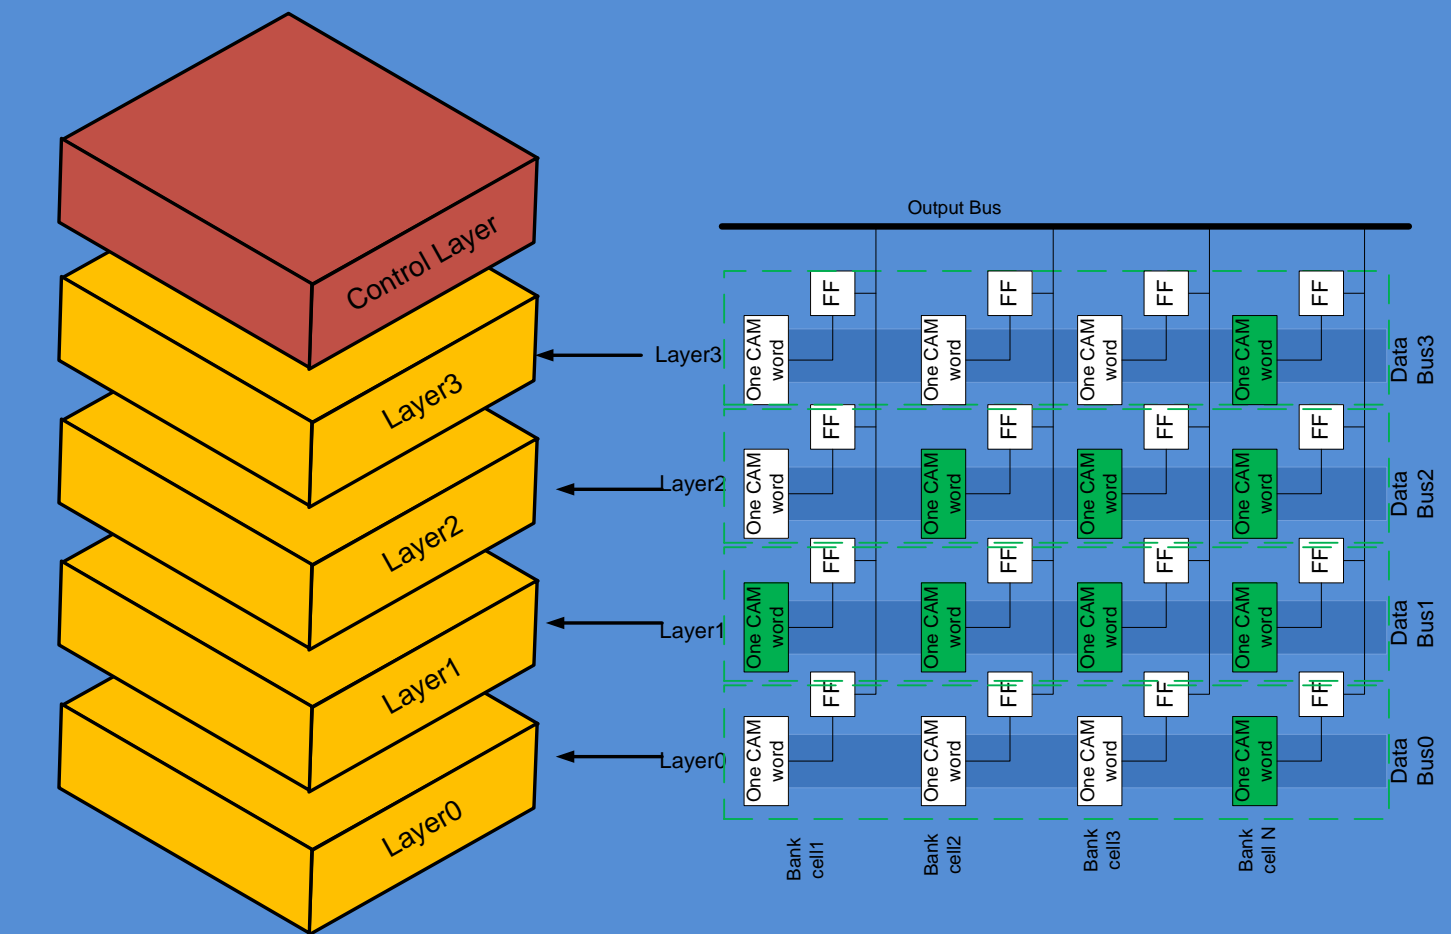 Control Layer
Layer3
Layer2
Layer1
Layer0
Output Bus
Layer3
FF
FF
FF
FF
One CAM
word
One CAM
word
One CAM
word
One CAM
word
Data
Bus3
Layer2
FF
FF
FF
FF
One CAM
word
One CAM
word
One CAM
word
One CAM
word
Data
Bus2
Layer1
FF
FF
FF
FF
One CAM
word
One CAM
word
One CAM
word
One CAM
word
Data
Bus1
Layer0
FF
FF
FF
FF
One CAM
word
One CAM
word
One CAM
word
One CAM
word
Data
Bus0
Bank
cell1
Bank
cell2
Bank
cell3
Bank
cell N